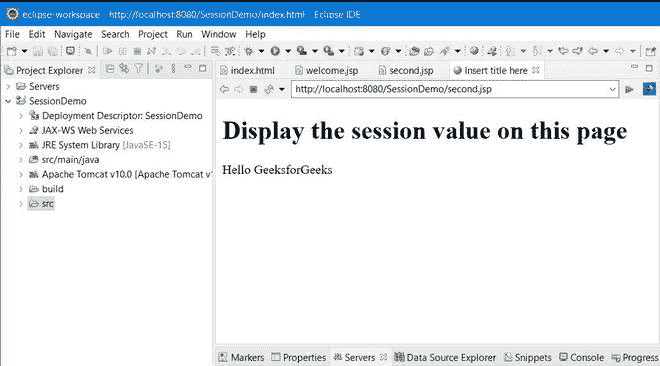 eclipse-workspace - http://localhost:8080/SessionDemo/index.html - Eclipse IDE
File Edit Navigate Search Project Run Window Help
Project Explorer
index.html welcome.jsp second.jsp Insert title here
Servers
http://localhost:8080/SessionDemo/second.jsp
SessionDemo
Deployment Descriptor: SessionDemo
JAX-WS Web Services
JRE System Library [JavaSE-15]
src/main/java
Apache Tomcat v10.0 [Apache Tomcat v
build
src
Display the session value on this page
Hello GeeksforGeeks
Markers Properties Servers Data Source Explorer Snippets Console Progress